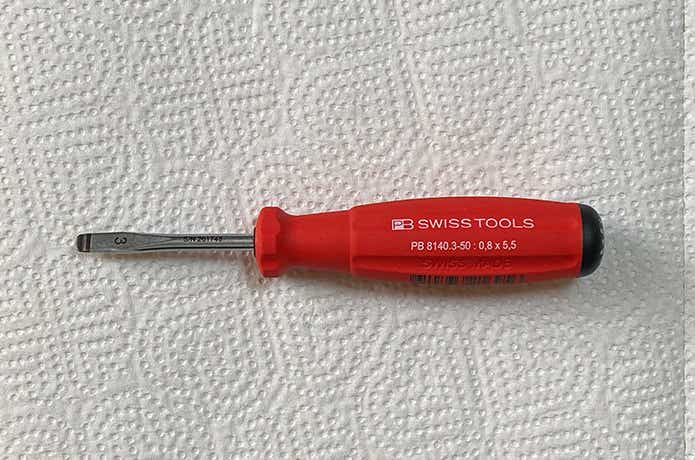 3
PB SWISS TOOLS
PB 8140.3-50 : 0,8 x 5,5
SWISS MADE